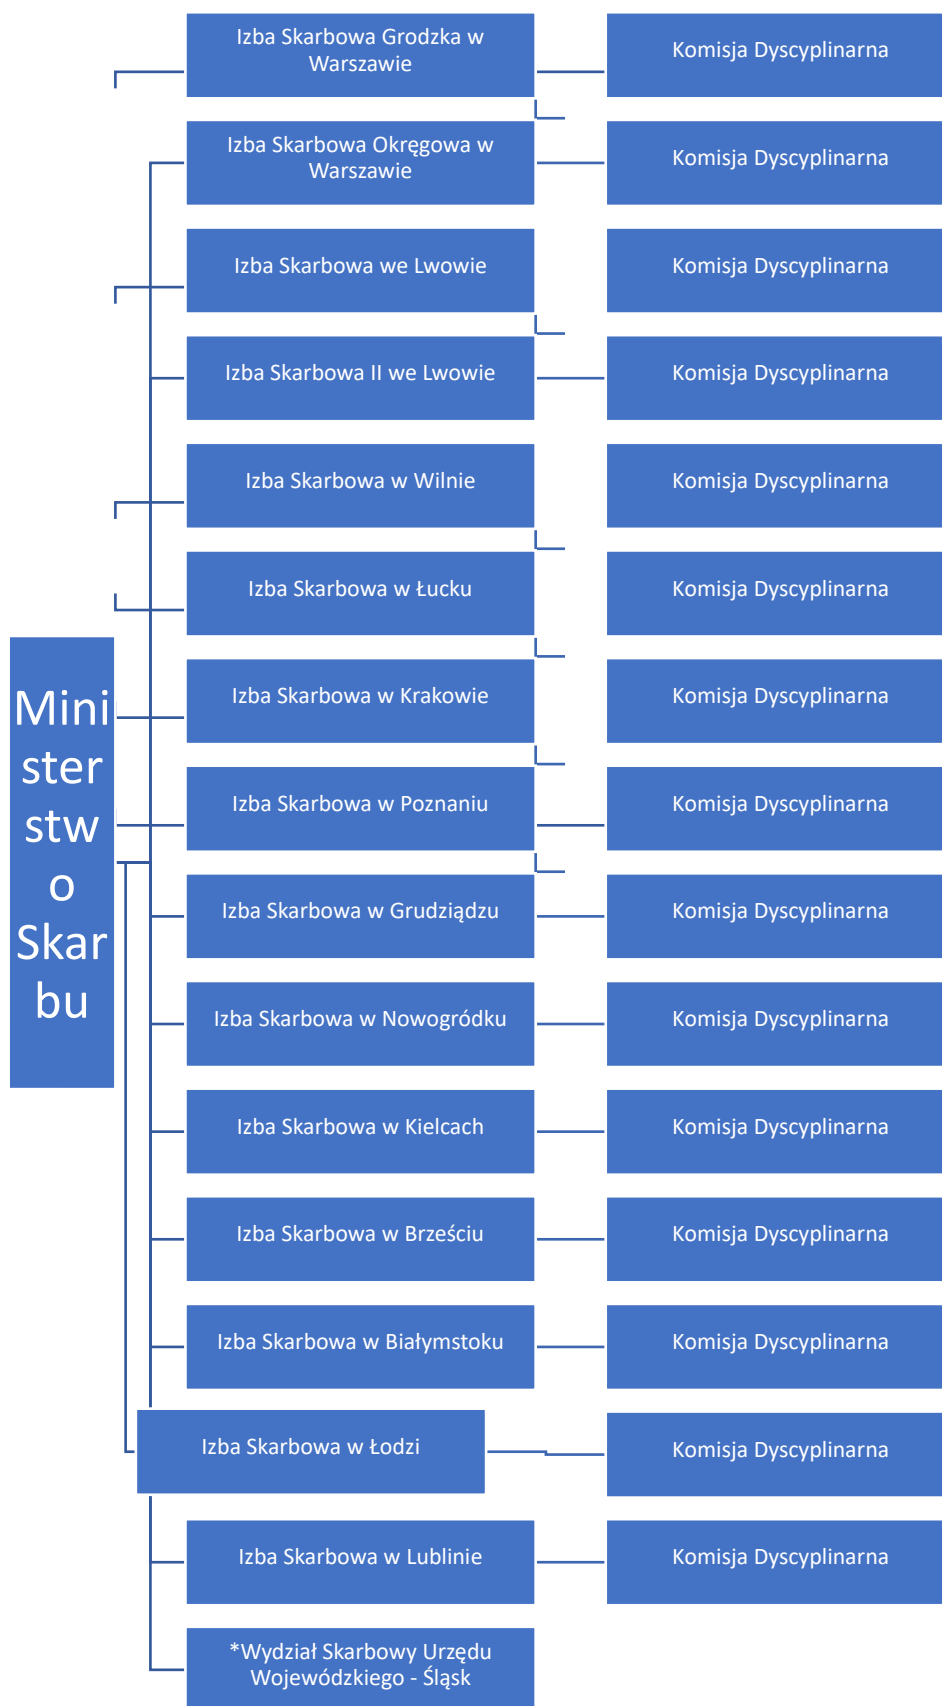 Izba Skarbowa Grodzka w
Warszawie
Komisja Dyscyplinarna
Izba Skarbowa Okręgowa w
Warszawie
Komisja Dyscyplinarna
Izba Skarbowa we Lwowie
Komisja Dyscyplinarna
Izba Skarbowa II we Lwowie
Komisja Dyscyplinarna
Izba Skarbowa w Wilnie
Komisja Dyscyplinarna
Izba Skarbowa w Łucku
Komisja Dyscyplinarna
Mini
ster
stw
o
Skar
bu
Izba Skarbowa w Krakowie
Komisja Dyscyplinarna
Izba Skarbowa w Poznaniu
Komisja Dyscyplinarna
Izba Skarbowa w Grudziądzu
Komisja Dyscyplinarna
Izba Skarbowa w Nowogródku
Komisja Dyscyplinarna
Izba Skarbowa w Kielcach
Komisja Dyscyplinarna
Izba Skarbowa w Brześciu
Komisja Dyscyplinarna
Izba Skarbowa w Białymstoku
Komisja Dyscyplinarna
Izba Skarbowa w Łodzi
Komisja Dyscyplinarna
Izba Skarbowa w Lublinie
Komisja Dyscyplinarna
*Wydział Skarbowy Urzędu
Wojewódzkiego - Śląsk